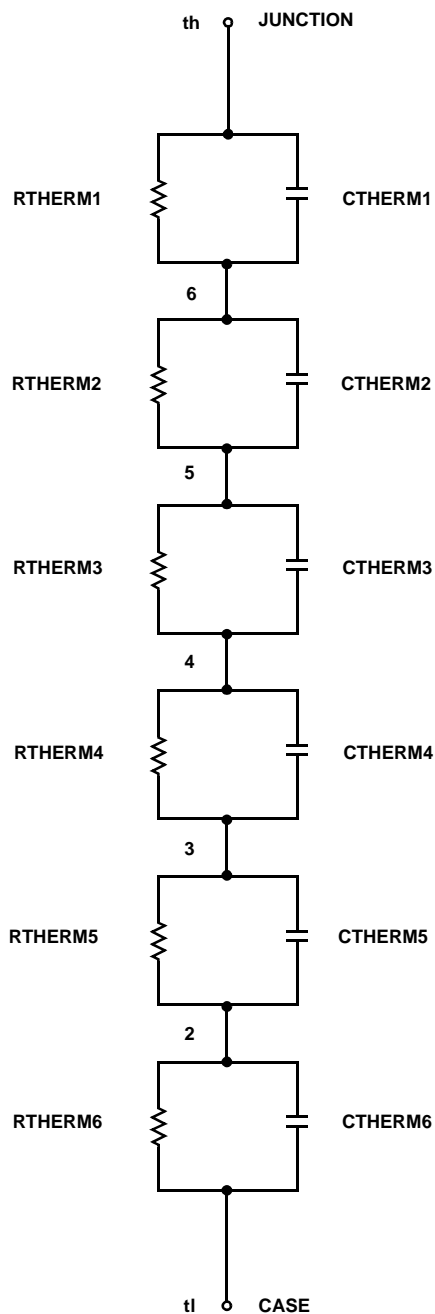 th JUNCTION
RTHERM1 CTHERM1
6
RTHERM2 CTHERM2
5
RTHERM3 CTHERM3
4
RTHERM4 CTHERM4
3
RTHERM5 CTHERM5
2
RTHERM6 CTHERM6
tl CASE